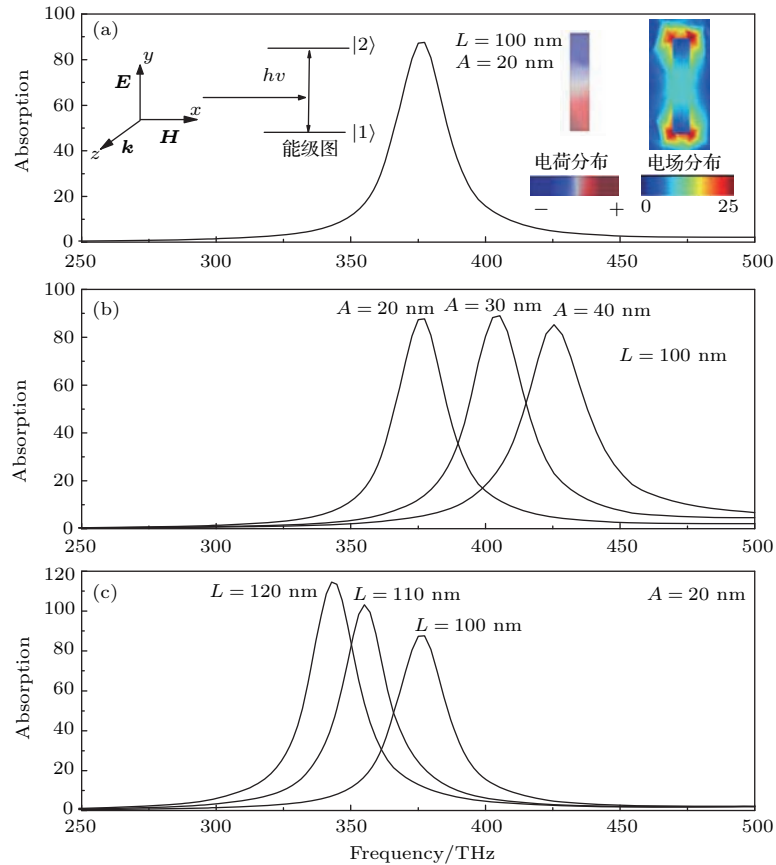 (a)
L = 100 nm
A = 20 nm
y
E
x
H
k
z
hν
|2⟩
|1⟩
能级图
电荷分布
− +
电场分布
0 25
Absorption
100
80
60
40
20
0
250 300 350 400 450 500
(b)
A = 20 nm
A = 30 nm
A = 40 nm
L = 100 nm
Absorption
100
80
60
40
20
0
250 300 350 400 450 500
(c)
L = 120 nm
L = 110 nm
L = 100 nm
A = 20 nm
Absorption
120
100
80
60
40
20
0
250 300 350 400 450 500
Frequency/THz